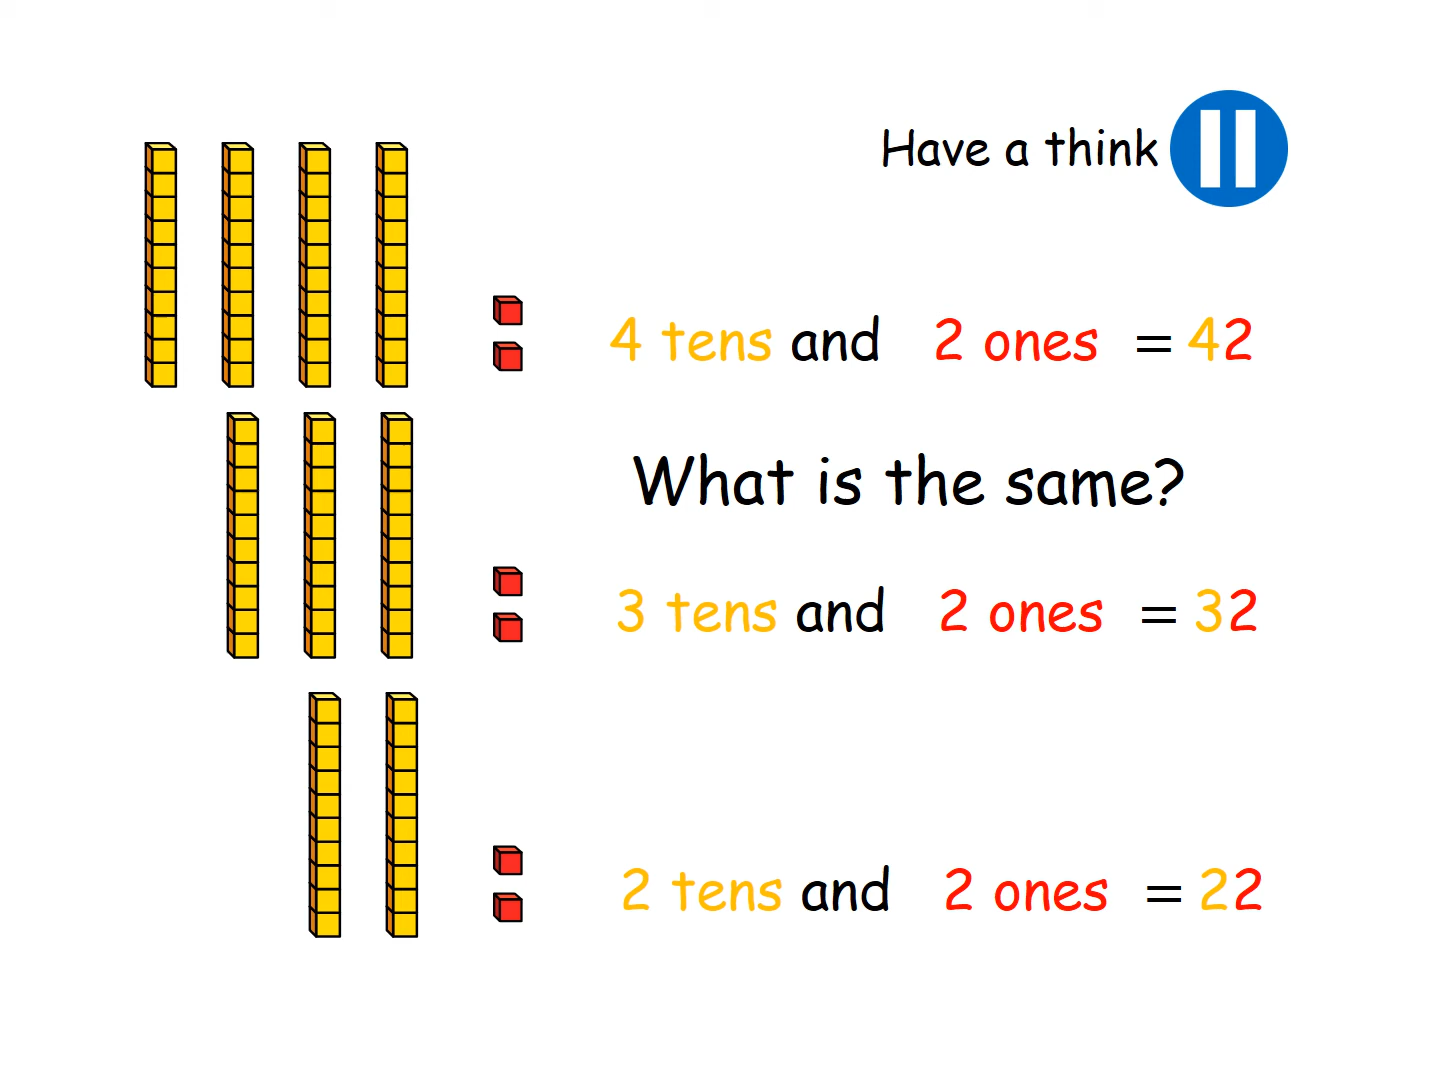 Have a think
4 tens and 2 ones = 42
What is the same?
3 tens and 2 ones = 32
2 tens and 2 ones = 22